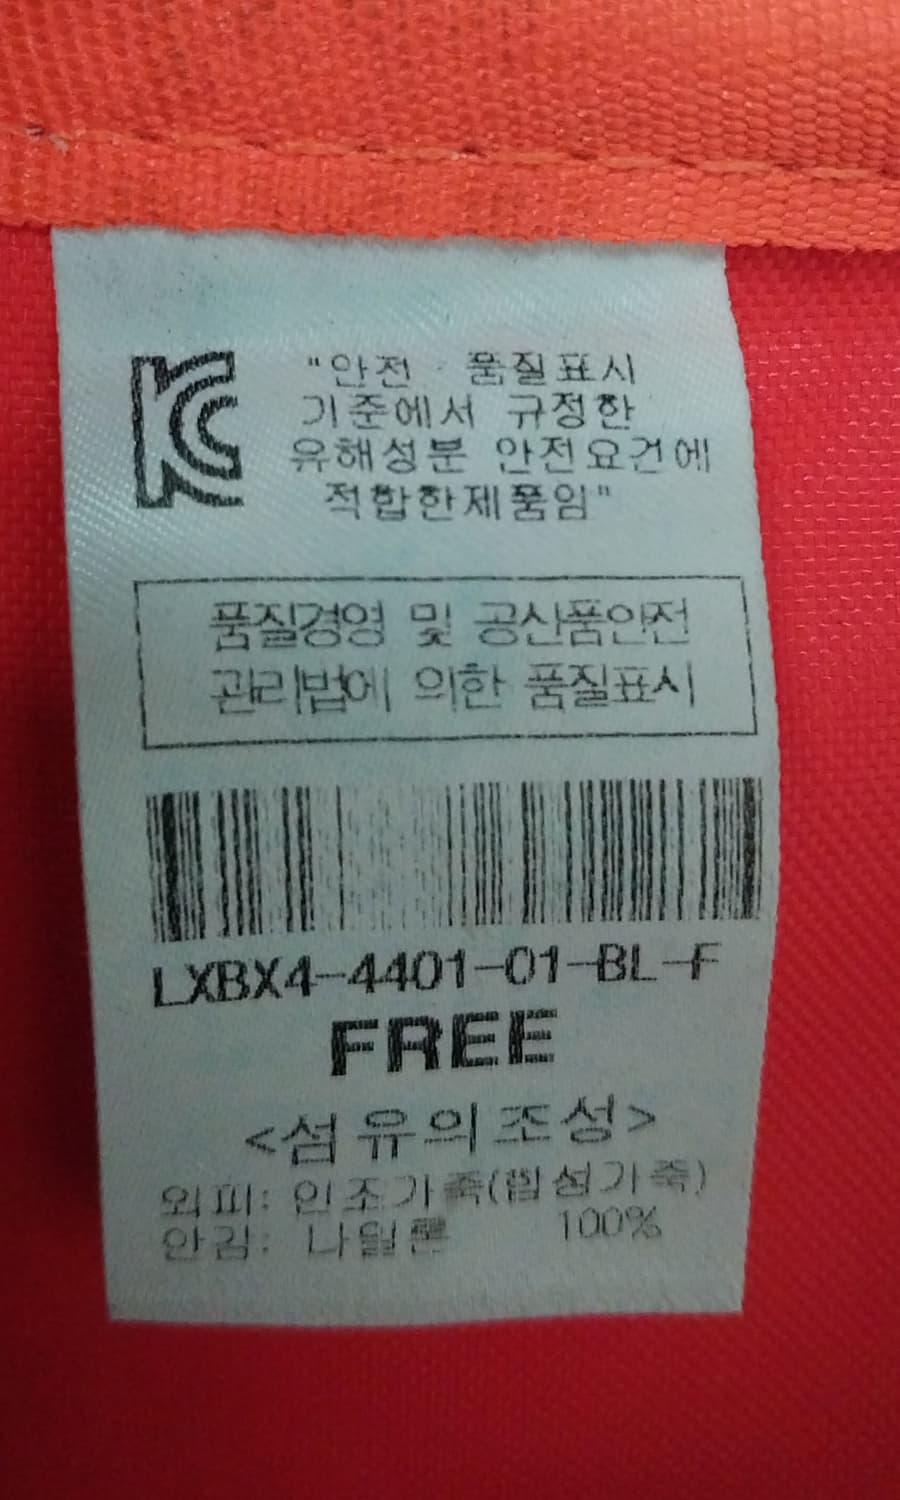 KC
"안전 · 품질표시
기준에서 규정한
유해성분 안전요건에
적합한제품임"
품질경영 및 공산품안전
관리법에 의한 품질표시
LXBX4-4401-01-BL-F
FREE
<섬유의조성>
외피: 인조가죽(합성가죽)
안감: 나일론 100%